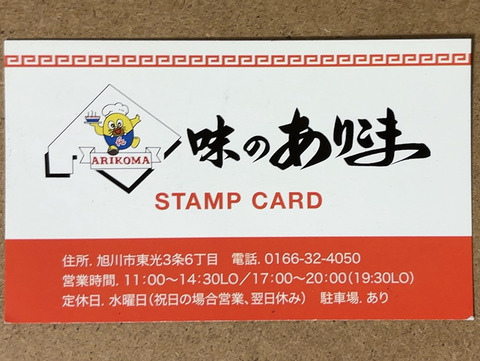 ARIKOMA
味のありこま
STAMP CARD
住所. 旭川市東光3条6丁目　電話. 0166-32-4050
営業時間. 11:00〜14:30LO/17:00〜20:00(19:30LO)
定休日. 水曜日(祝日の場合営業、翌日休み)　駐車場. あり